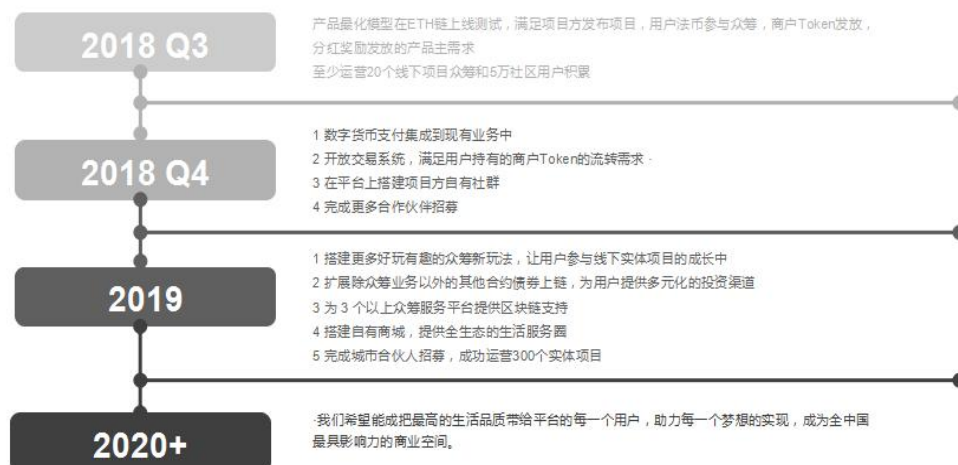 2018 Q3
产品最化模型在ETH链上线测试，满足项目方发布项目，用户法币参与众筹，商户Token发放，
分红奖励发放的产品主需求
至少运营20个线下项目众筹和5万社区用户积累
2018 Q4
1 数字货币支付集成到现有业务中
2 开放交易系统，满足用户持有的商户Token的流转需求 ·
3 在平台上搭建项目方自有社群
4 完成更多合作伙伴招募
2019
1 搭建更多好玩有趣的众筹新玩法，让用户参与线下实体项目的成长中
2 扩展除众筹业务以外的其他合约债券上链，为用户提供多元化的投资渠道
3 为 3 个以上众筹服务平台提供区块链支持
4 搭建自有商城，提供全生态的生活服务圈
5 完成城市合伙人招募，成功运营300个实体项目
2020+
·我们希望能成把最高的生活品质带给平台的每一个用户，助力每一个梦想的实现，成为全中国
最具影响力的商业空间。